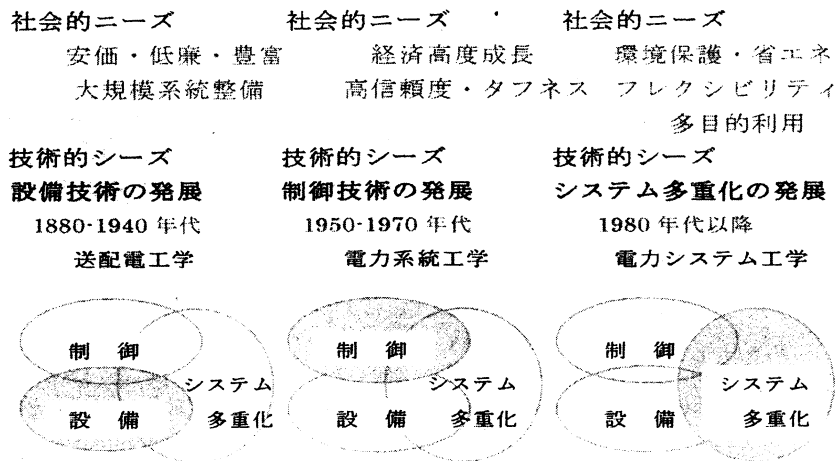 社会的ニーズ
安価・低廉・豊富
大規模系統整備
技術的シーズ
設備技術の発展
1880-1940 年代
送配電工学
制　御
設　備
システム
多重化
社会的ニーズ
経済高度成長
高信頼度・タフネス
技術的シーズ
制御技術の発展
1950-1970 年代
電力系統工学
制　御
設　備
システム
多重化
社会的ニーズ
環境保護・省エネ
フレクシビリティ
多目的利用
技術的シーズ
システム多重化の発展
1980 年代以降
電力システム工学
制　御
設　備
システム
多重化